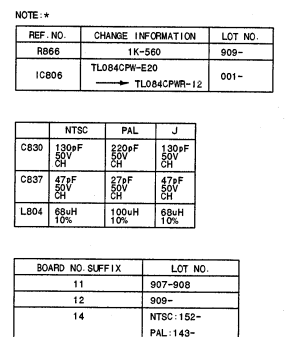 NOTE:*
REF. NO. CHANGE INFORMATION LOT NO.
R866 1K-560 909-
IC806 TL084CPW-E20 → TL084CPWR-12 001-
NTSC PAL J
C830 130pF 220pF 130pF
50V 50V 50V
CH CH CH
C837 47pF 27pF 47pF
50V 50V 50V
CH CH CH
L804 68uH 100uH 68uH
10% 10% 10%
BOARD NO. SUFFIX LOT NO.
11 907-908
12 909-
14 NTSC:152-
PAL:143-